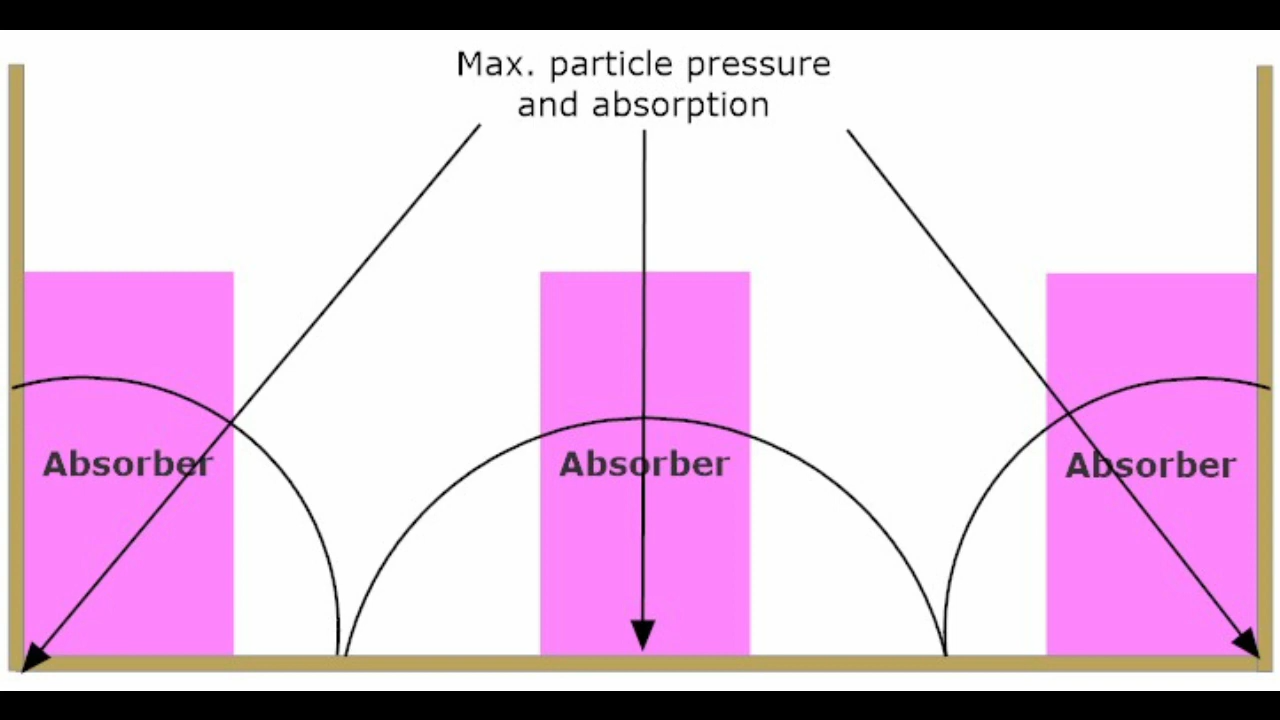 Max. particle pressure
and absorption
Absorber
Absorber
Absorber